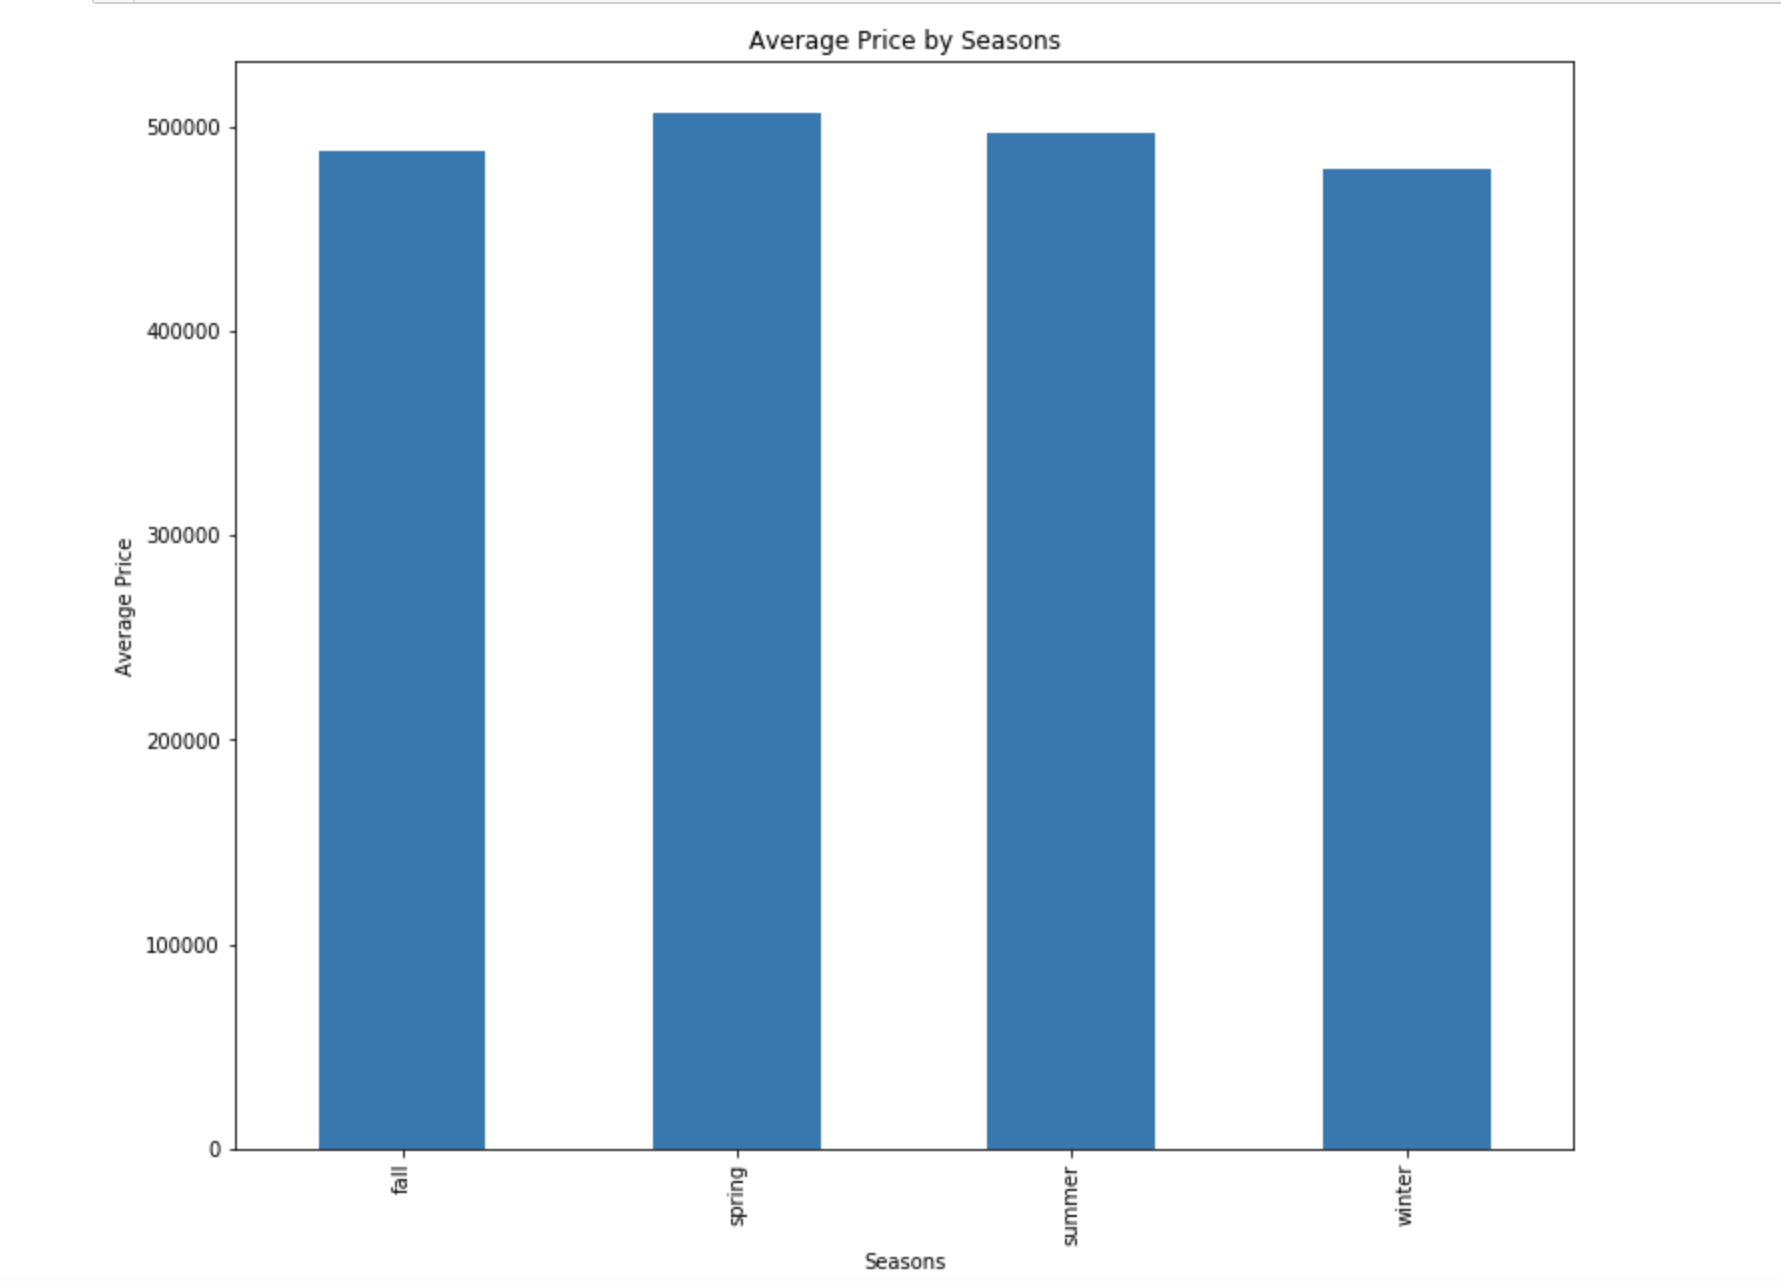 Average Price by Seasons
500000
400000
300000
200000
100000
0
Average Price
fall
spring
summer
winter
Seasons